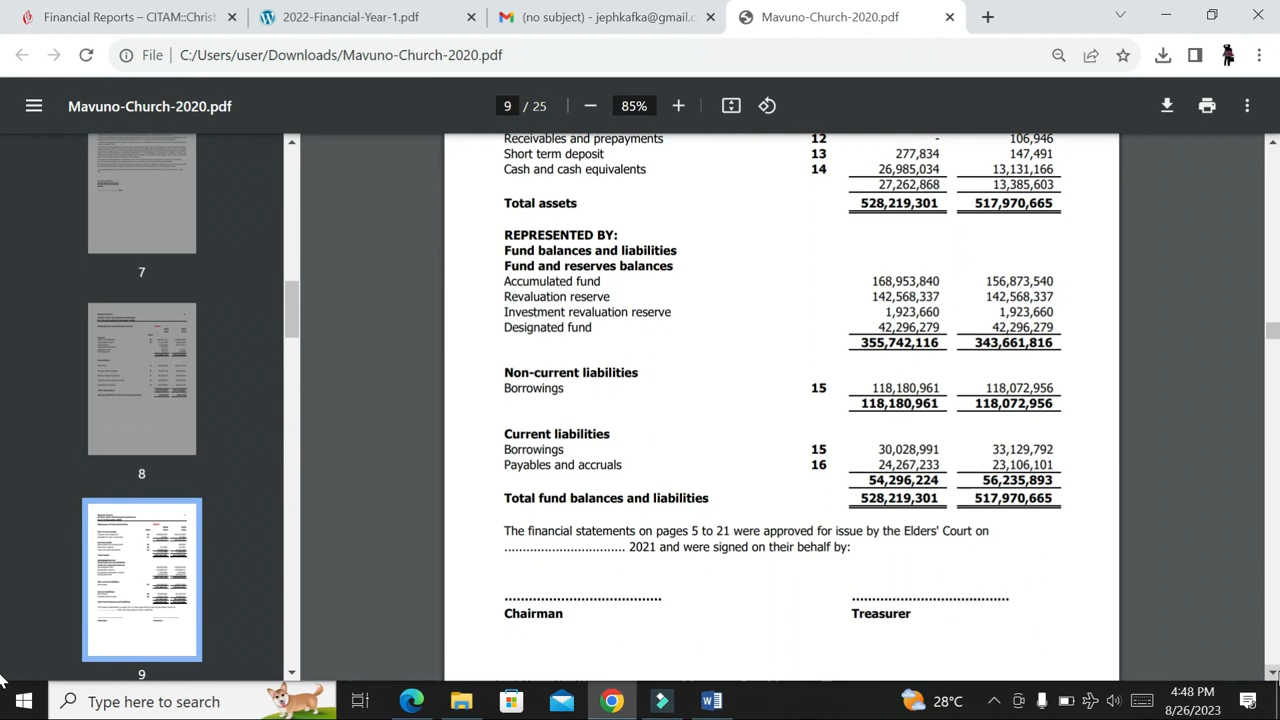 Financial Reports – CITAM::Christ
2022-Financial-Year-1.pdf
(no subject) - jephkafka@gmail.c
Mavuno-Church-2020.pdf
File
C:/Users/user/Downloads/Mavuno-Church-2020.pdf
Mavuno-Church-2020.pdf
9 / 25
85%
7
8
9
Receivables and prepayments 12 - 106,946
Short term deposit 13 277,834 147,491
Cash and cash equivalents 14 26,985,034 13,131,166
27,262,868 13,385,603
Total assets 528,219,301 517,970,665
REPRESENTED BY:
Fund balances and liabilities
Fund and reserves balances
Accumulated fund 168,953,840 156,873,540
Revaluation reserve 142,568,337 142,568,337
Investment revaluation reserve 1,923,660 1,923,660
Designated fund 42,296,279 42,296,279
355,742,116 343,661,816
Non-current liabilities
Borrowings 15 118,180,961 118,072,956
118,180,961 118,072,956
Current liabilities
Borrowings 15 30,028,991 33,129,792
Payables and accruals 16 24,267,233 23,106,101
54,296,224 56,235,893
Total fund balances and liabilities 528,219,301 517,970,665
The financial statements on pages 5 to 21 were approved for issue by the Elders' Court on
.............................. 2021 and were signed on their behalf by:
Chairman Treasurer
Type here to search
28°C
4:48 PM
8/26/2023